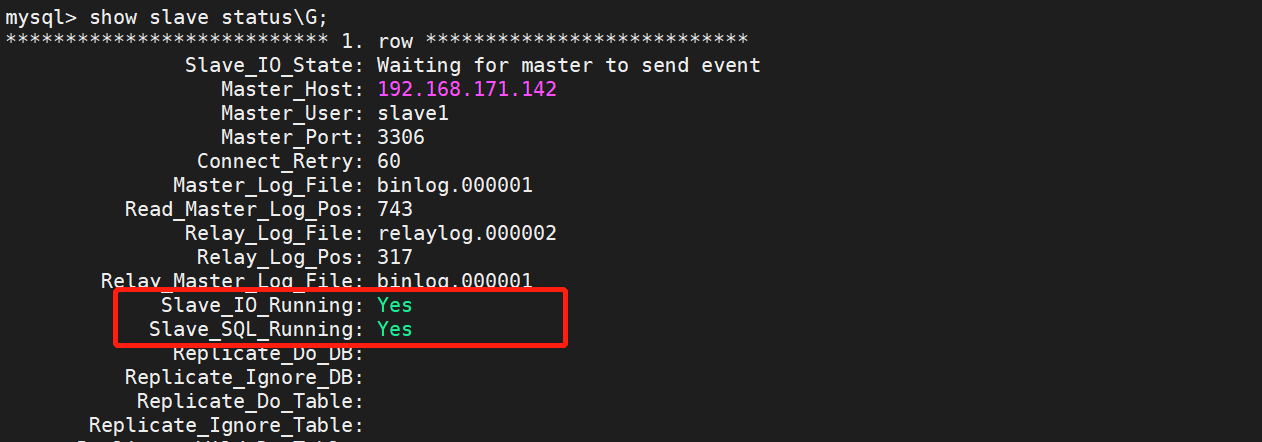 mysql> show slave status\G;
*************************** 1. row ***************************
Slave_IO_State: Waiting for master to send event
Master_Host: 192.168.171.142
Master_User: slave1
Master_Port: 3306
Connect_Retry: 60
Master_Log_File: binlog.000001
Read_Master_Log_Pos: 743
Relay_Log_File: relaylog.000002
Relay_Log_Pos: 317
Relay_Master_Log_File: binlog.000001
Slave_IO_Running: Yes
Slave_SQL_Running: Yes
Replicate_Do_DB:
Replicate_Ignore_DB:
Replicate_Do_Table:
Replicate_Ignore_Table: